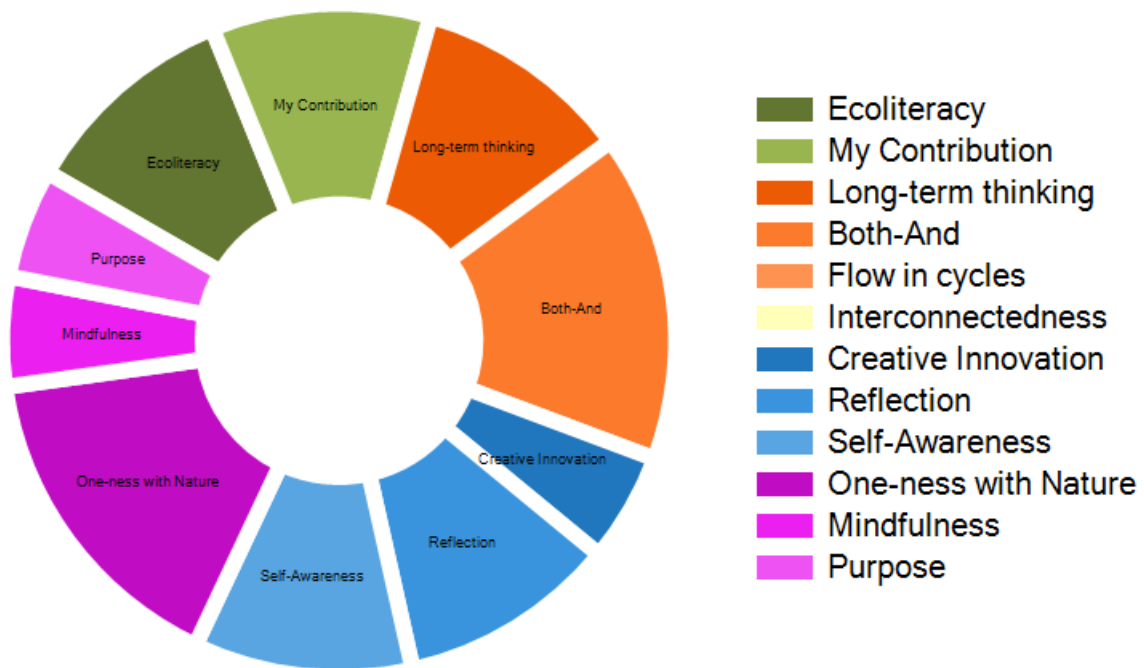 My Contribution
Long-term thinking
Ecoliteracy
Purpose
Both-And
Mindfulness
Creative Innovation
One-ness with Nature
Reflection
Self-Awareness
Ecoliteracy
My Contribution
Long-term thinking
Both-And
Flow in cycles
Interconnectedness
Creative Innovation
Reflection
Self-Awareness
One-ness with Nature
Mindfulness
Purpose